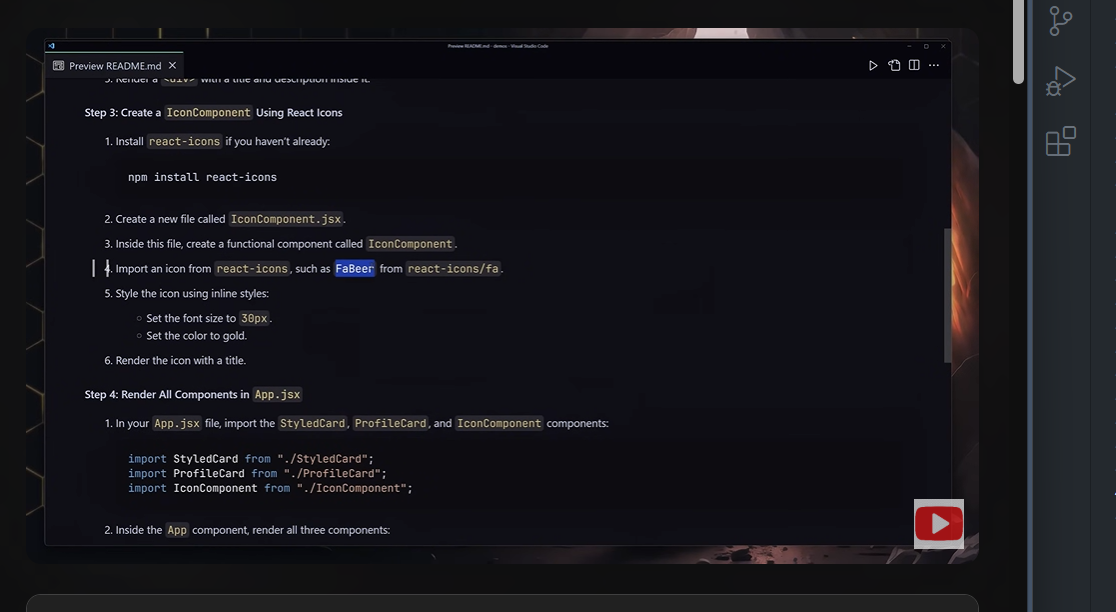 Preview README.md - demos - Visual Studio Code
Preview README.md
5. Render a <div> with a title and description inside it.
Step 3: Create a IconComponent Using React Icons
1. Install react-icons if you haven't already:
npm install react-icons
2. Create a new file called IconComponent.jsx.
3. Inside this file, create a functional component called IconComponent.
4. Import an icon from react-icons, such as FaBeer from react-icons/fa.
5. Style the icon using inline styles:
Set the font size to 30px.
Set the color to gold.
6. Render the icon with a title.
Step 4: Render All Components in App.jsx
1. In your App.jsx file, import the StyledCard, ProfileCard, and IconComponent components:
import StyledCard from "./StyledCard";
import ProfileCard from "./ProfileCard";
import IconComponent from "./IconComponent";
2. Inside the App component, render all three components: